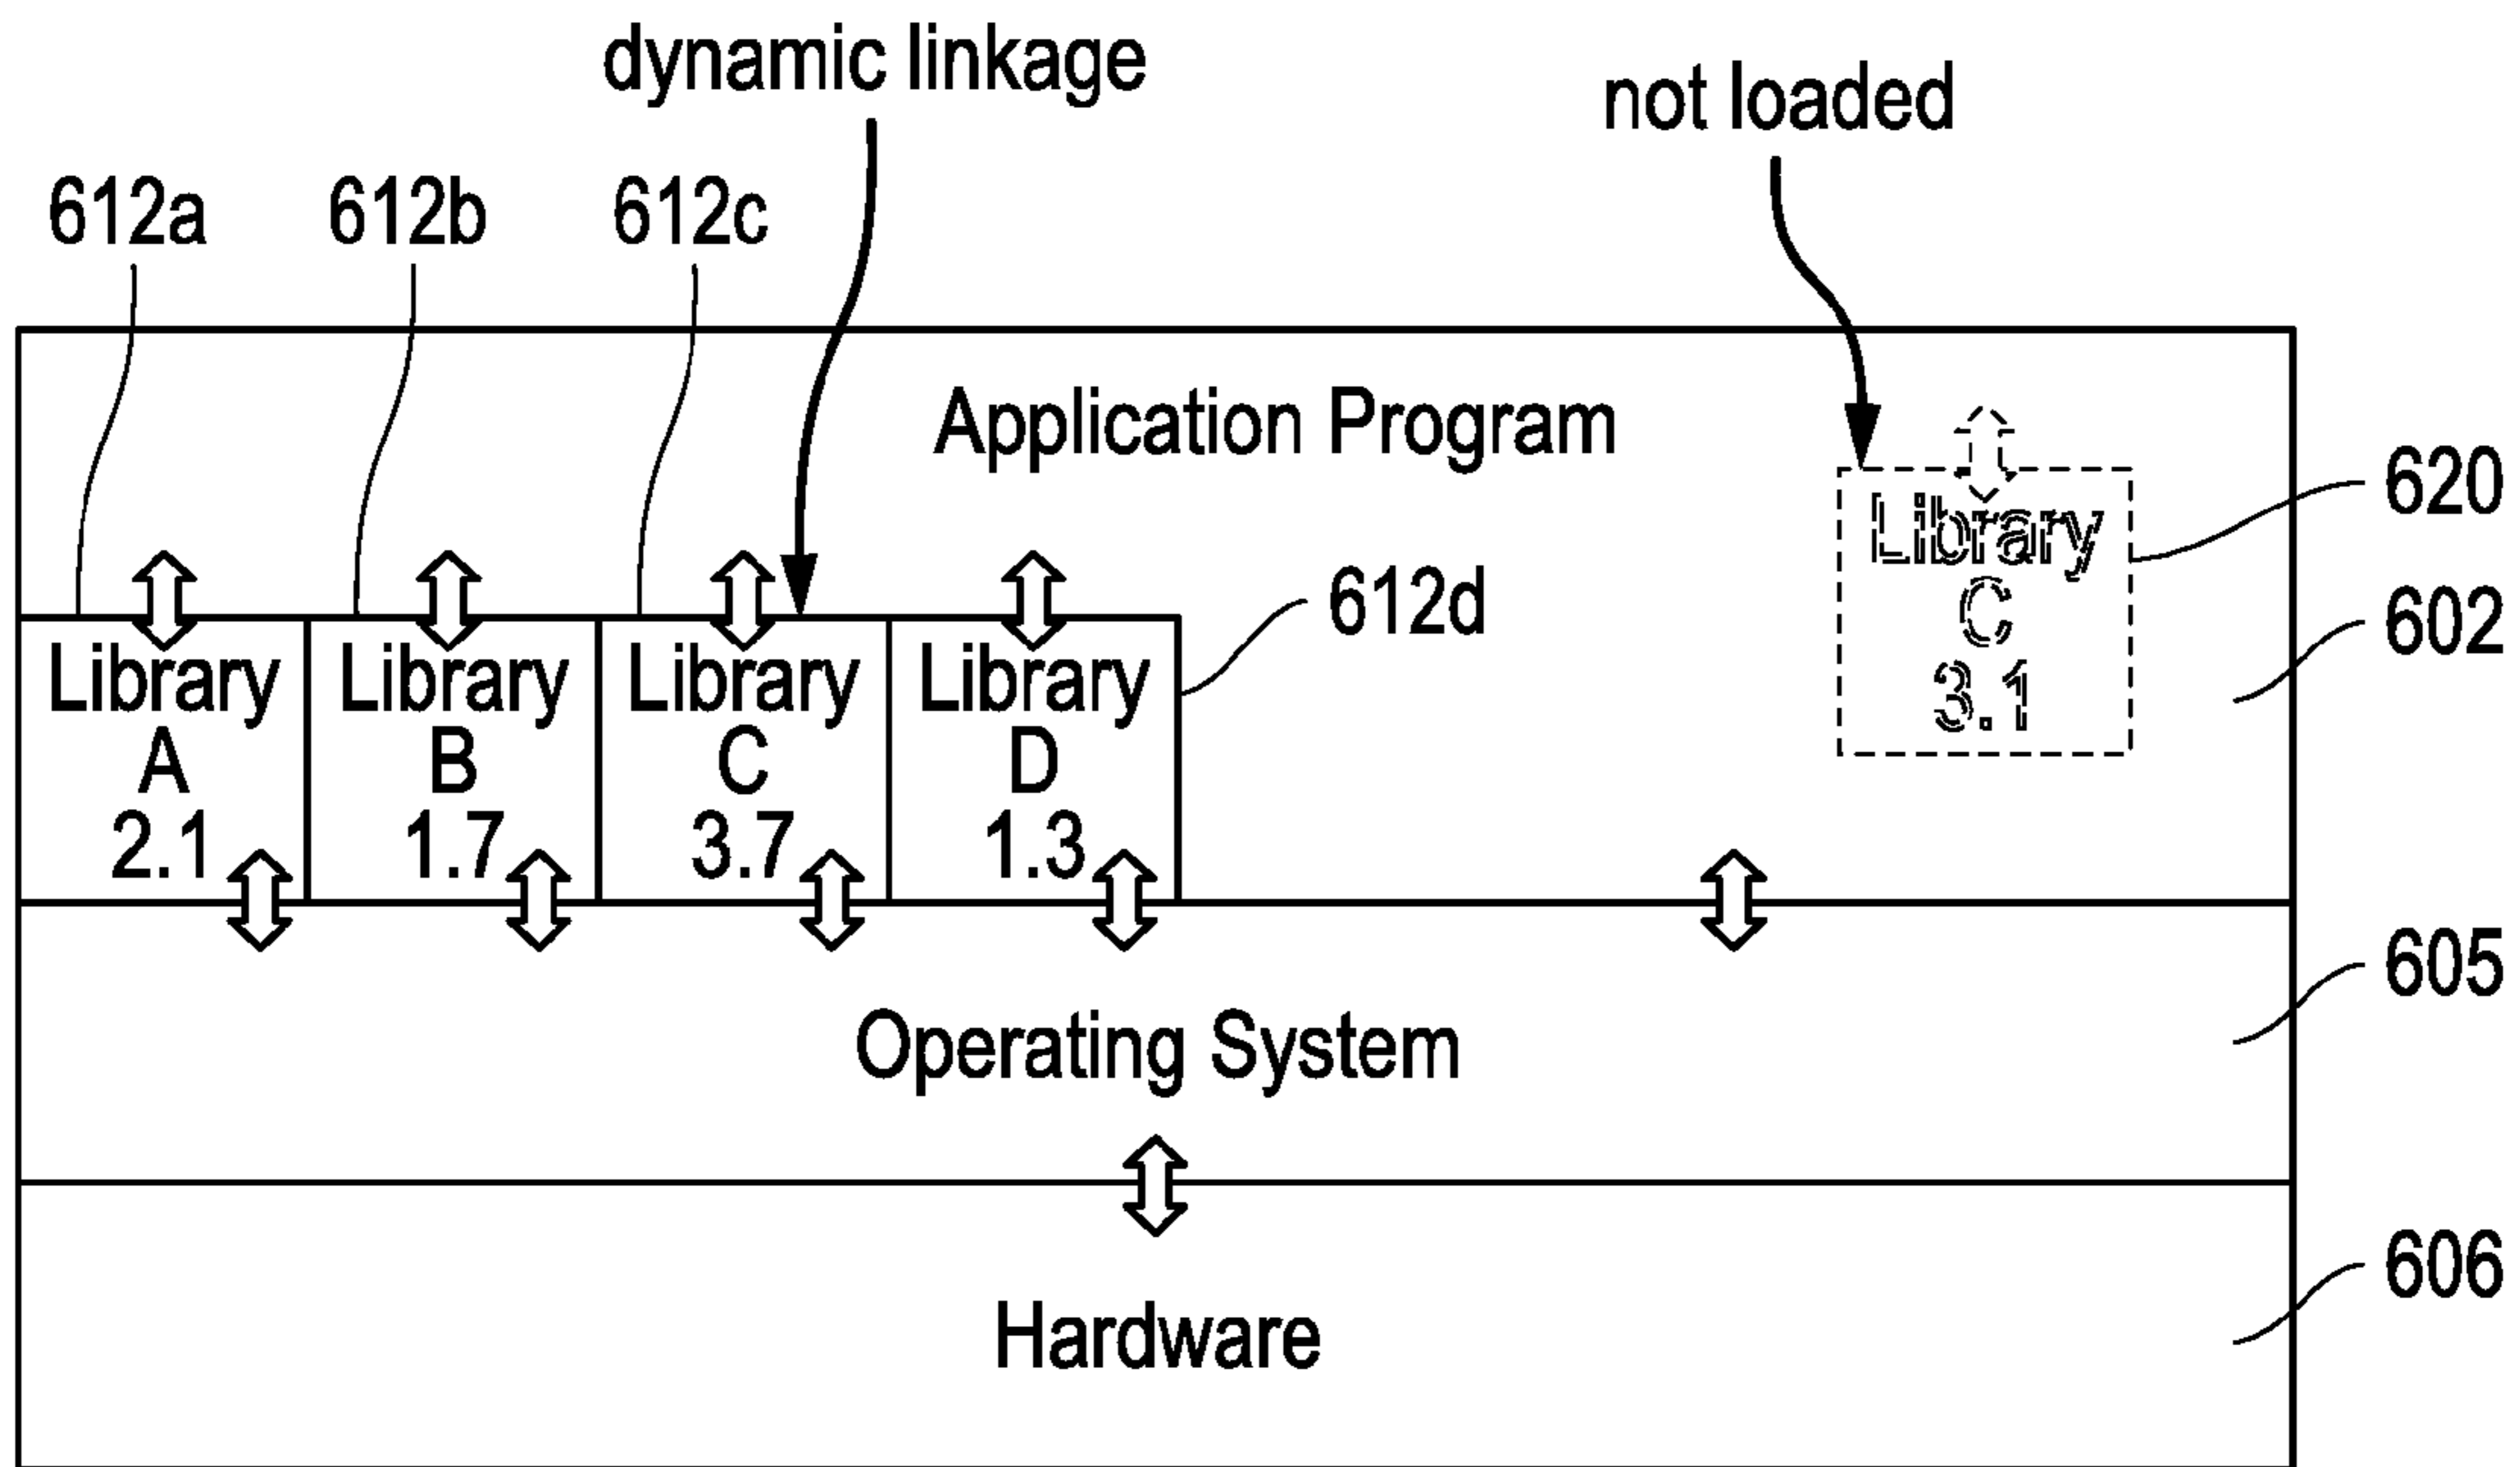 dynamic linkage
not loaded
612a
612b
612c
Application Program
620
Library
C
3.1
612d
602
Library
A
2.1
Library
B
1.7
Library
C
3.7
Library
D
1.3
605
Operating System
606
Hardware